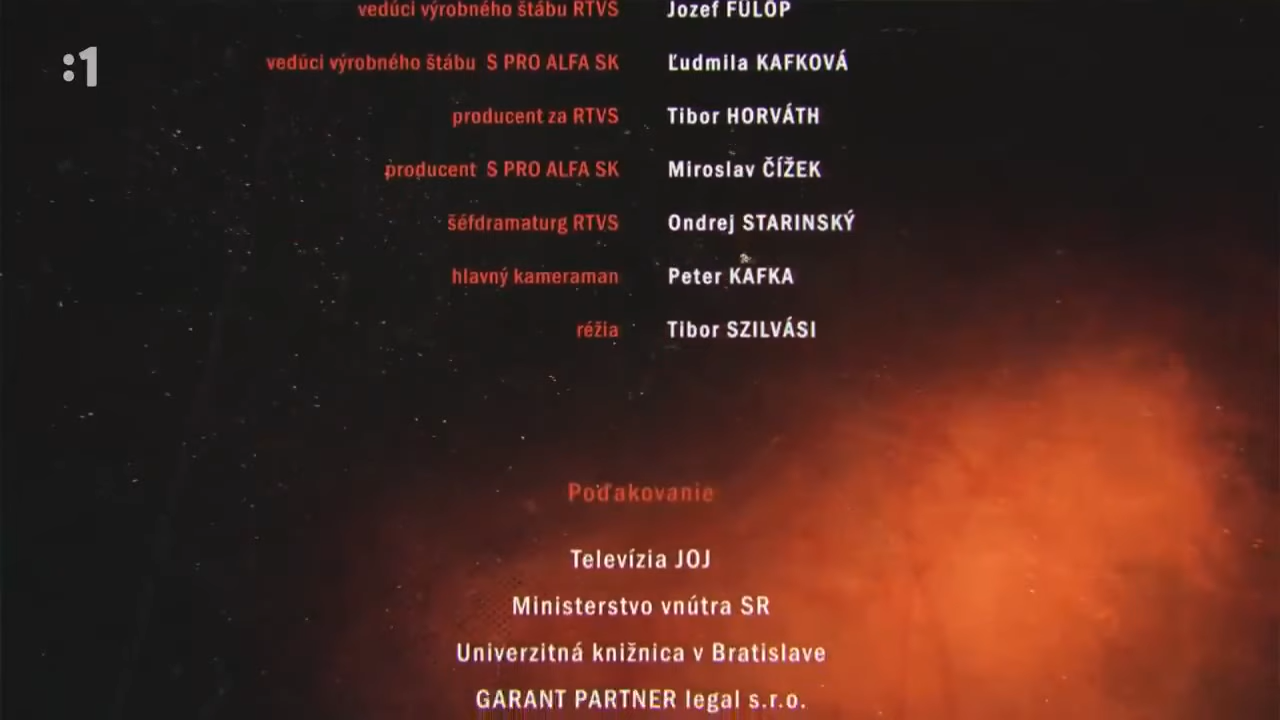 vedúci výrobného štábu RTVS Jozef FÜLÖP
:1
vedúci výrobného štábu S PRO ALFA SK Ľudmila KAFKOVÁ
producent za RTVS Tibor HORVÁTH
producent S PRO ALFA SK Miroslav ČÍŽEK
šéfdramaturg RTVS Ondrej STARINSKÝ
hlavný kameraman Peter KAFKA
réžia Tibor SZILVÁSI
Poďakovanie
Televízia JOJ
Ministerstvo vnútra SR
Univerzitná knižnica v Bratislave
GARANT PARTNER legal s.r.o.